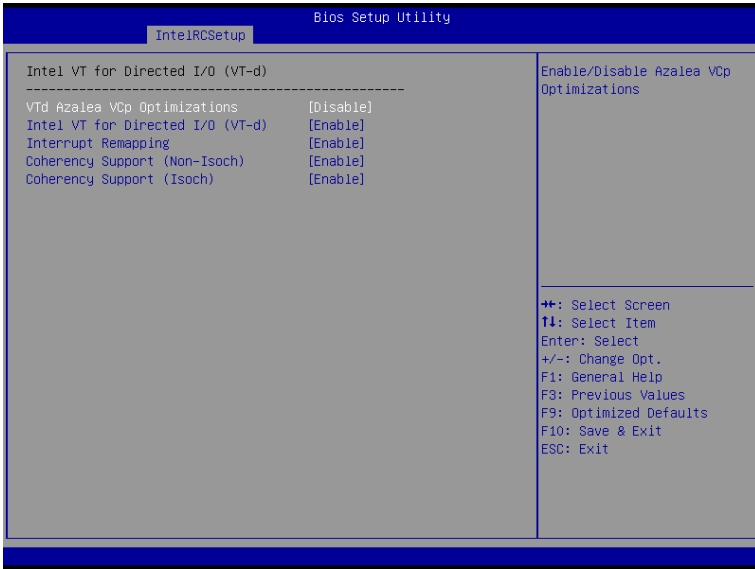 Bios Setup Utility
IntelRCSetup
Intel VT for Directed I/O (VT-d)
--------------------------------------------------
VTd Azalea VCp Optimizations [Disable]
Intel VT for Directed I/O (VT-d) [Enable]
Interrupt Remapping [Enable]
Coherency Support (Non-Isoch) [Enable]
Coherency Support (Isoch) [Enable]
Enable/Disable Azalea VCp
Optimizations
→←: Select Screen
↑↓: Select Item
Enter: Select
+/-: Change Opt.
F1: General Help
F3: Previous Values
F9: Optimized Defaults
F10: Save & Exit
ESC: Exit